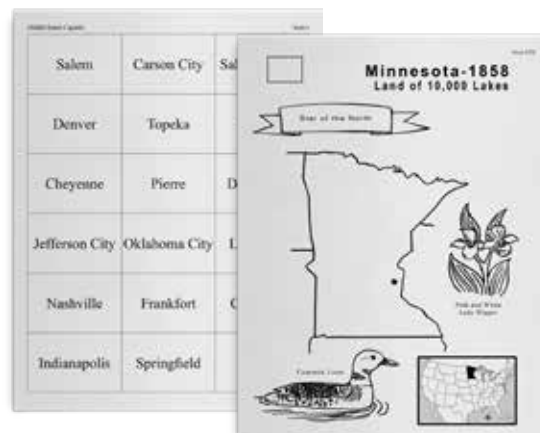 Salem Carson City
Denver Topeka
Cheyenne Pierre
Jefferson City Oklahoma City
Nashville Frankfort
Indianapolis Springfield
Minnesota-1858
Land of 10,000 Lakes
Star of the North
Pink and White
Lady Slipper
Common Loon